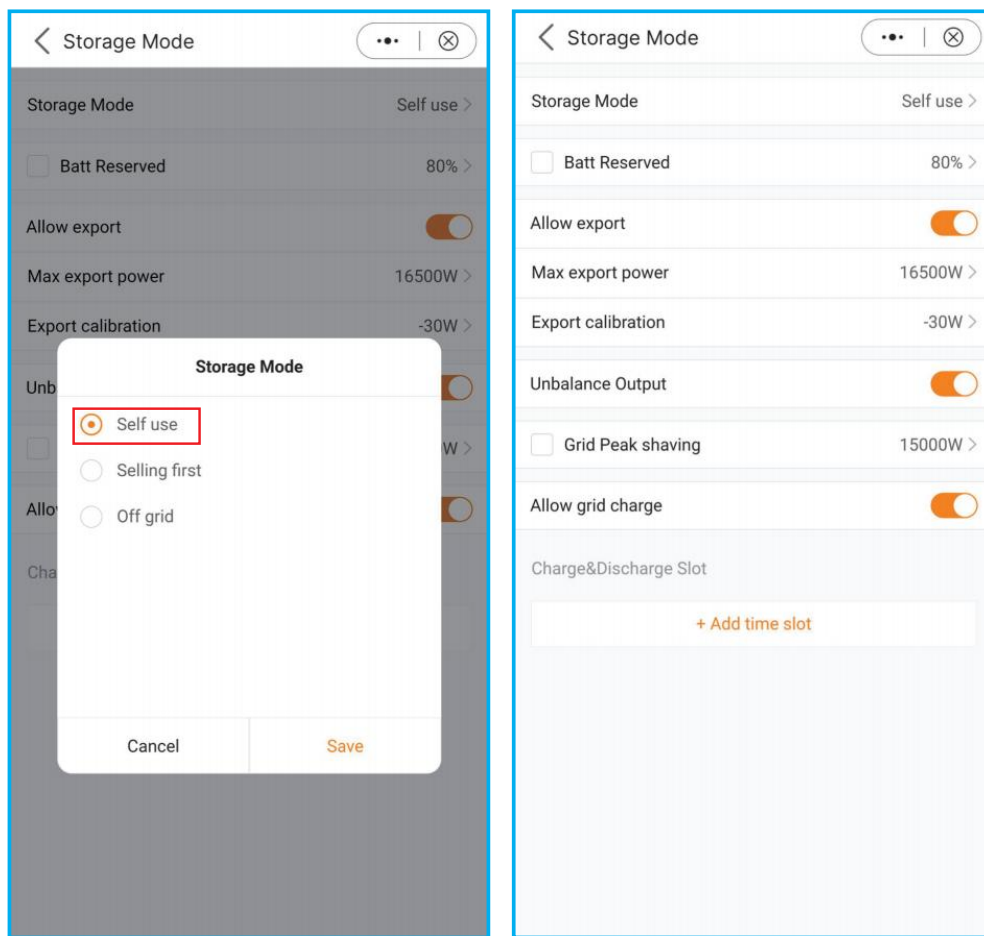 Storage Mode
Storage Mode Self use >
Batt Reserved 80% >
Allow export
Max export power 16500W >
Export calibration -30W >
Storage Mode
Unb
Self use
W >
Selling first
Allo
Off grid
Cha
Cancel Save
Storage Mode
Storage Mode Self use >
Batt Reserved 80% >
Allow export
Max export power 16500W >
Export calibration -30W >
Unbalance Output
Grid Peak shaving 15000W >
Allow grid charge
Charge&Discharge Slot
+ Add time slot